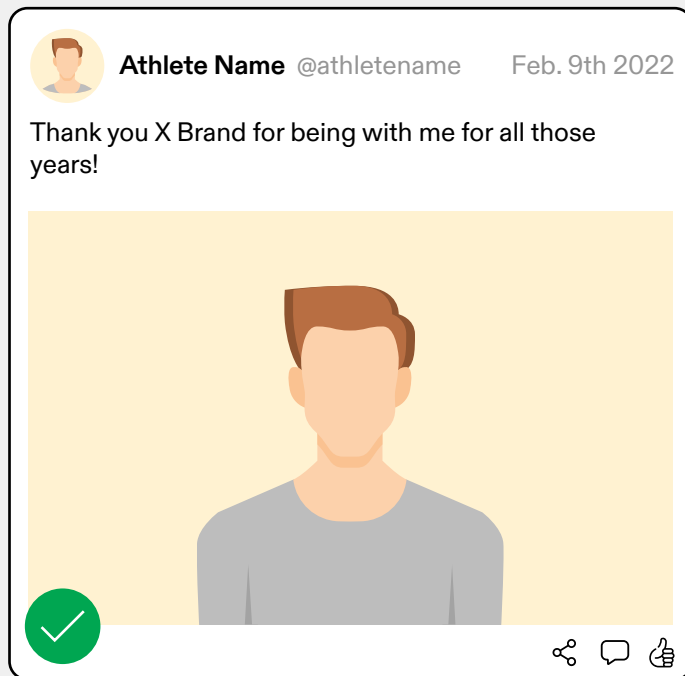 Athlete Name @athletename Feb. 9th 2022
Thank you X Brand for being with me for all those
years!